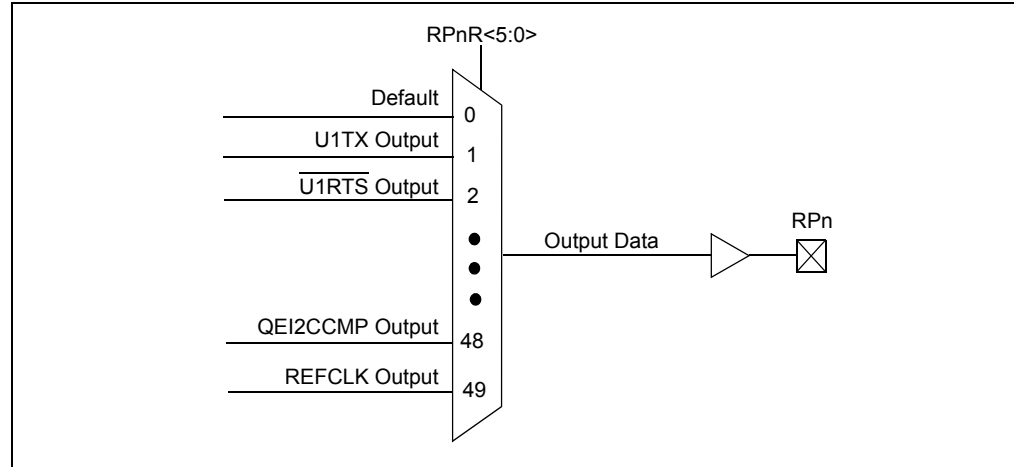 RPnR<5:0>
Default
0
U1TX Output
1
U1RTS Output
2
RPn
Output Data
QEI2CCMP Output
48
REFCLK Output
49